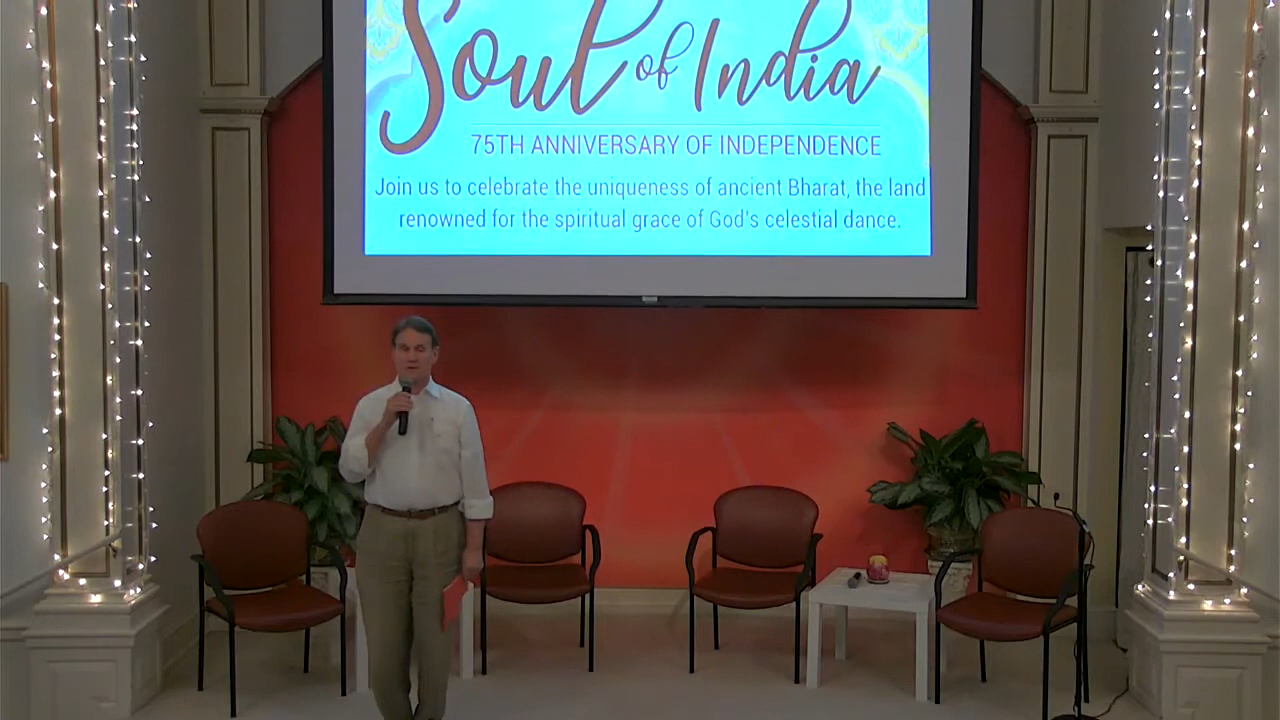 Soul of India
75TH ANNIVERSARY OF INDEPENDENCE
Join us to celebrate the uniqueness of ancient Bharat, the land
renowned for the spiritual grace of God's celestial dance.